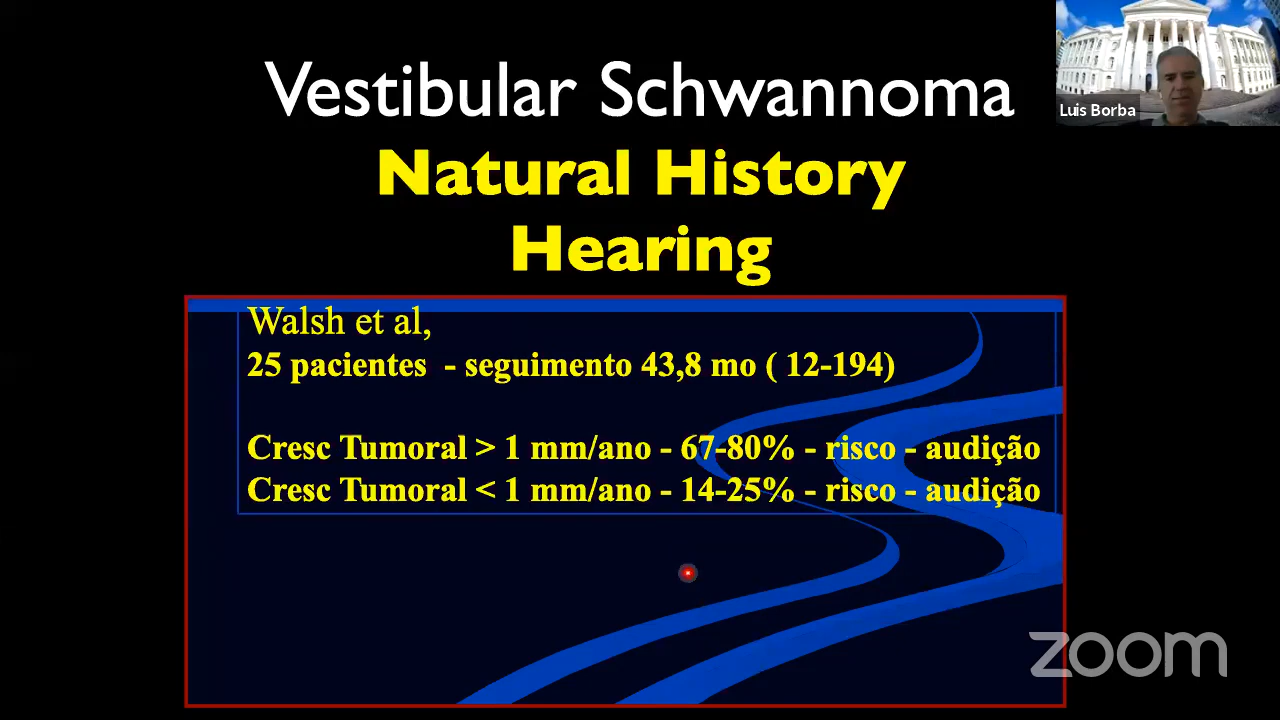 Vestibular Schwannoma
Luis Borba
Natural History
Hearing
Walsh et al,
25 pacientes - seguimento 43,8 mo ( 12-194)
Cresc Tumoral > 1 mm/ano - 67-80% - risco - audição
Cresc Tumoral < 1 mm/ano - 14-25% - risco - audição
zoom